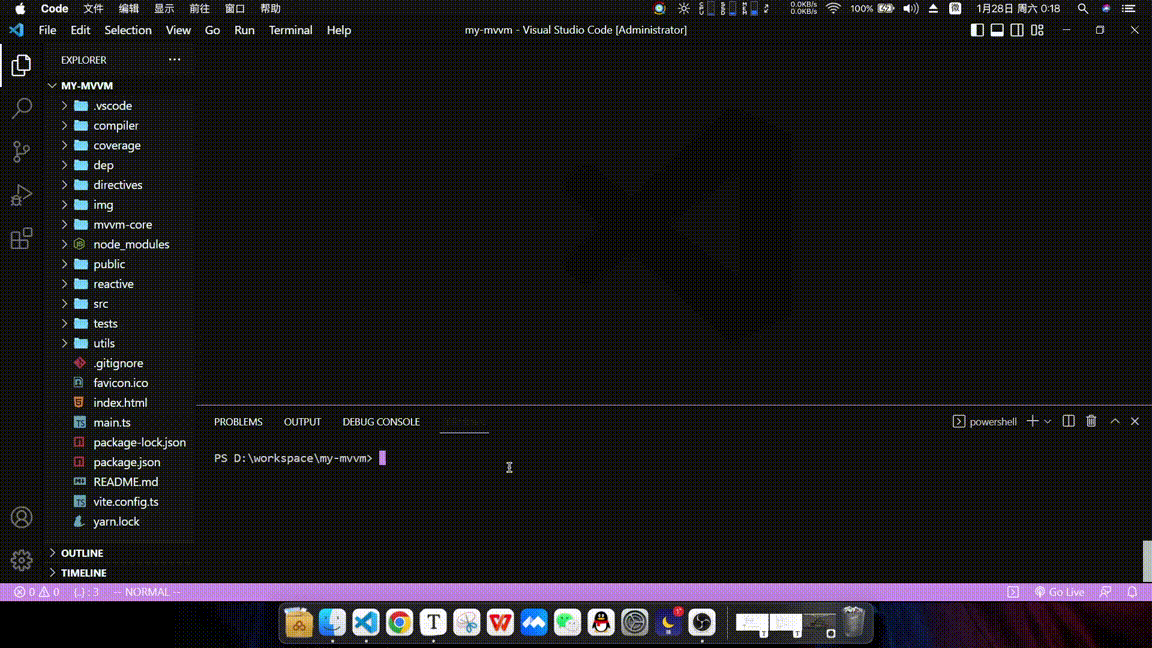 Code 文件 编辑 显示 前往 窗口 帮助 0.0KB/s 0.0KB/s 100% 1月28日 周六 0:18
File Edit Selection View Go Run Terminal Help my-mvvm - Visual Studio Code [Administrator]
EXPLORER
MY-MVVM
.vscode
compiler
coverage
dep
directives
img
mvvm-core
node_modules
public
reactive
src
tests
utils
.gitignore
favicon.ico
index.html
main.ts
package-lock.json
package.json
README.md
vite.config.ts
yarn.lock
OUTLINE
TIMELINE
PROBLEMS OUTPUT DEBUG CONSOLE powershell
PS D:\workspace\my-mvvm>
0 0 {..} : 3 -- NORMAL -- Go Live